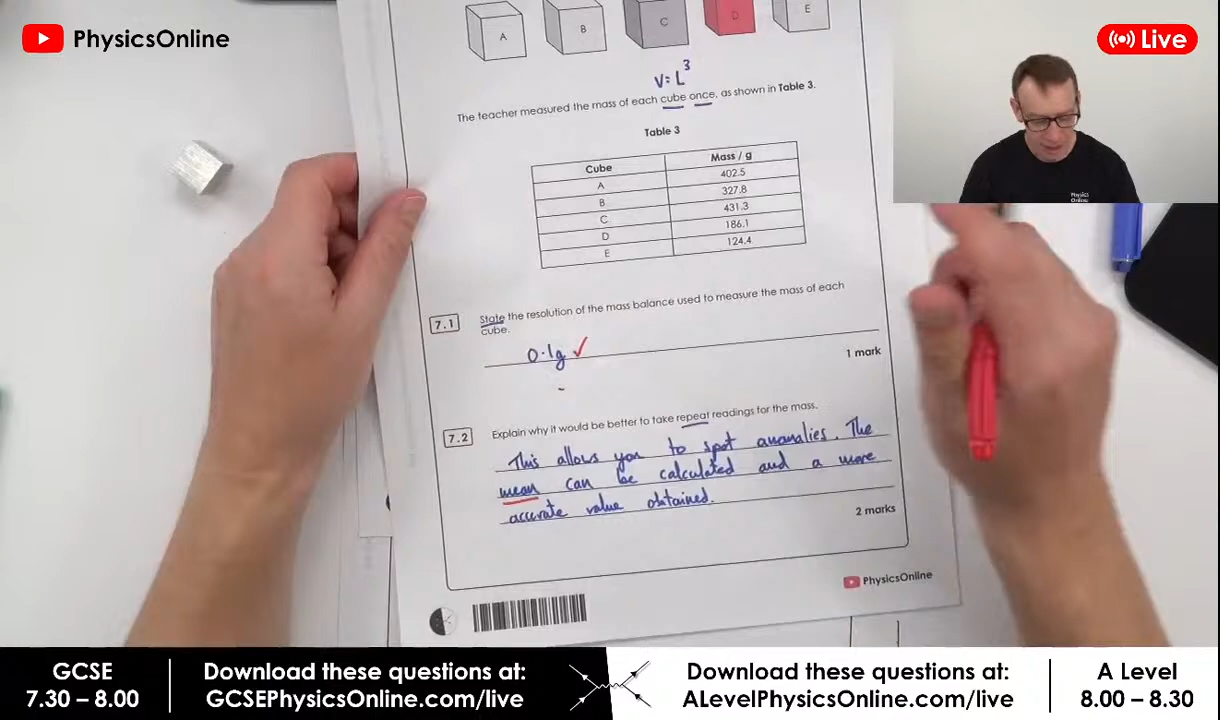 PhysicsOnline
Live
A
B
C
D
E
V = L³
The teacher measured the mass of each cube once, as shown in Table 3.
Table 3
Cube Mass / g
A 402.5
B 327.8
C 431.3
D 186.1
E 124.4
7.1 State the resolution of the mass balance used to measure the mass of each
cube.
0.1g ✓
1 mark
7.2 Explain why it would be better to take repeat readings for the mass.
This allows you to spot anomalies. The
mean can be calculated and a more
accurate value obtained.
2 marks
PhysicsOnline
Physics
Online
GCSE
7.30 – 8.00
Download these questions at:
GCSEPhysicsOnline.com/live
Download these questions at:
ALevelPhysicsOnline.com/live
A Level
8.00 – 8.30